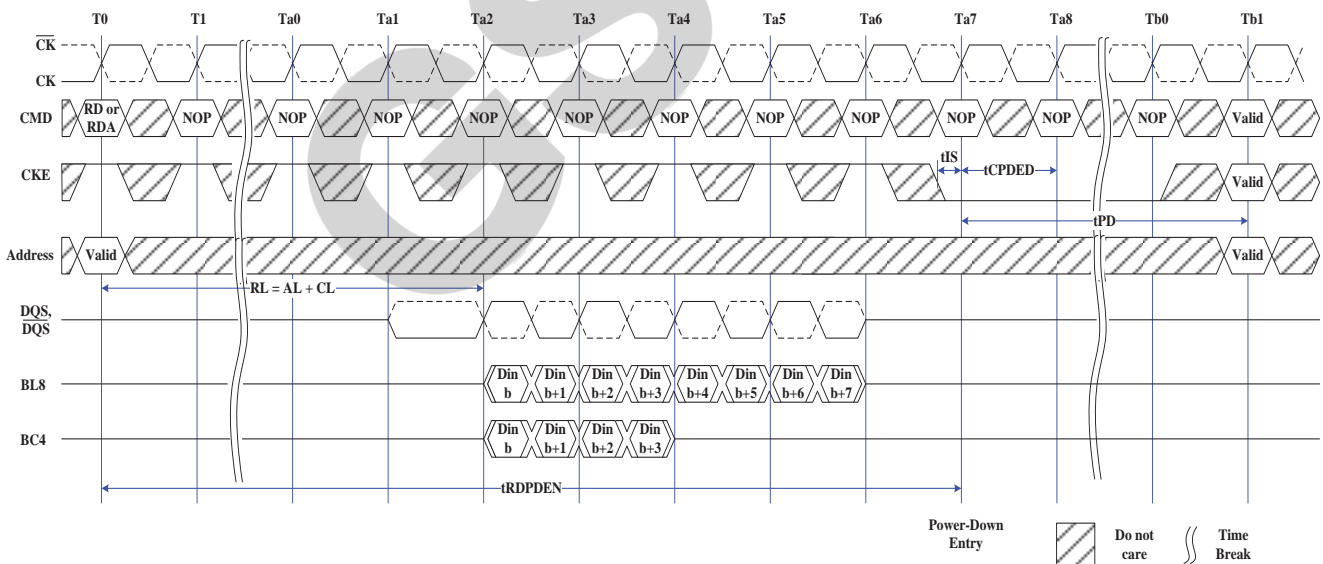 T0 T1 Ta0 Ta1 Ta2 Ta3 Ta4 Ta5 Ta6 Ta7 Ta8 Tb0 Tb1
CK
CK
CMD RD or RDA NOP NOP NOP NOP NOP NOP NOP NOP NOP NOP NOP Valid
tIS
CKE tCPDED Valid
tPD
Address Valid Valid
RL = AL + CL
DQS,
DQS
BL8 Din b Din b+1 Din b+2 Din b+3 Din b+4 Din b+5 Din b+6 Din b+7
BC4 Din b Din b+1 Din b+2 Din b+3
tRDPDEN
Power-Down
Entry
Do not
care
Time
Break